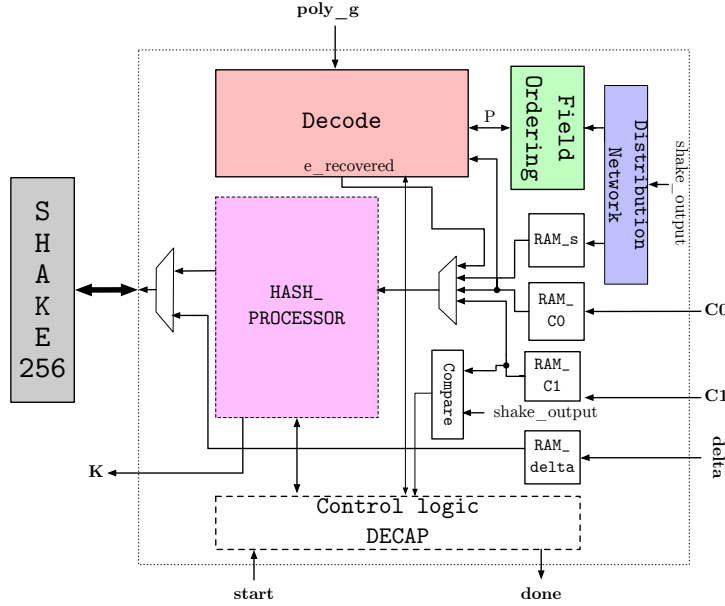 poly_g
Decode
e_recovered
P
Field
Ordering
Distribution
Network
shake_output
S
H
A
K
E
256
HASH_
PROCESSOR
RAM_s
RAM_
C0
C0
RAM_
C1
C1
Compare
shake_output
RAM_
delta
delta
K
Control logic
DECAP
start
done